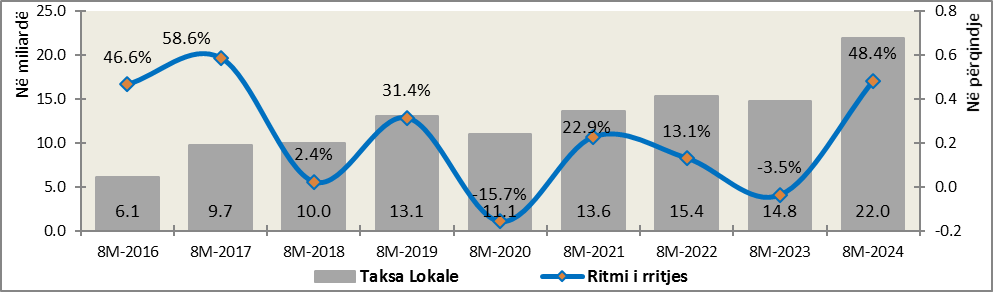 Në miliardë
25.0
20.0
15.0
10.0
5.0
0.0
46.6%
58.6%
2.4%
31.4%
-15.7%
22.9%
13.1%
-3.5%
48.4%
6.1
9.7
10.0
13.1
11.1
13.6
15.4
14.8
22.0
0.8
0.6
0.4
0.2
0.0
-0.2
Në përqindje
8M-2016
8M-2017
8M-2018
8M-2019
8M-2020
8M-2021
8M-2022
8M-2023
8M-2024
Taksa Lokale
Ritmi i rritjes